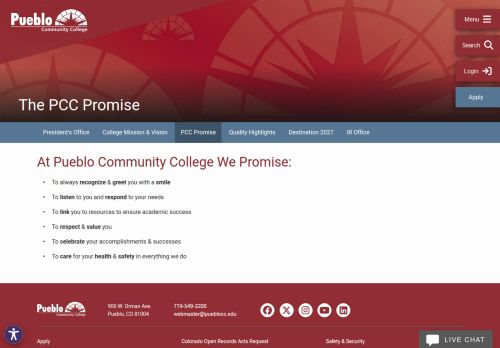 Pueblo
Community College
Menu
Search
Login
Apply
The PCC Promise
President's Office
College Mission & Vision
PCC Promise
Quality Highlights
Destination 2027
IR Office
At Pueblo Community College We Promise:
• To always recognize & greet you with a smile
• To listen to you and respond to your needs
• To link you to resources to ensure academic success
• To respect & value you
• To celebrate your accomplishments & successes
• To care for your health & safety in everything we do
Pueblo
Community College
900 W. Orman Ave.
Pueblo, CO 81004
719-549-3200
webmaster@pueblocc.edu
LIVE CHAT
Apply
Colorado Open Records Acts Request
Safety & Security